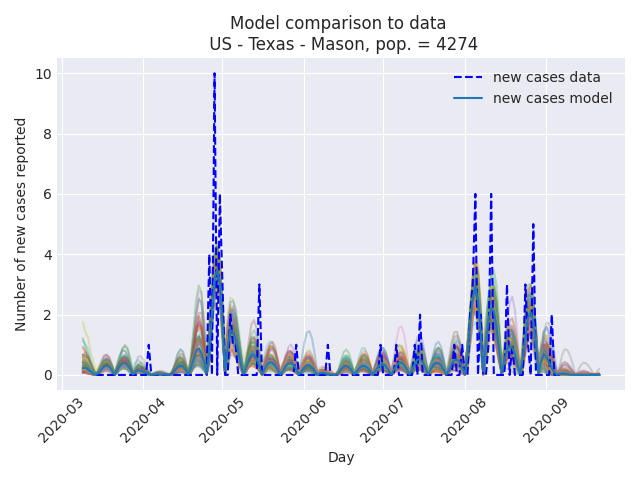 Model comparison to data
US - Texas - Mason, pop. = 4274
new cases data
new cases model
Number of new cases reported
10
8
6
4
2
0
2020-03
2020-04
2020-05
2020-06
2020-07
2020-08
2020-09
Day